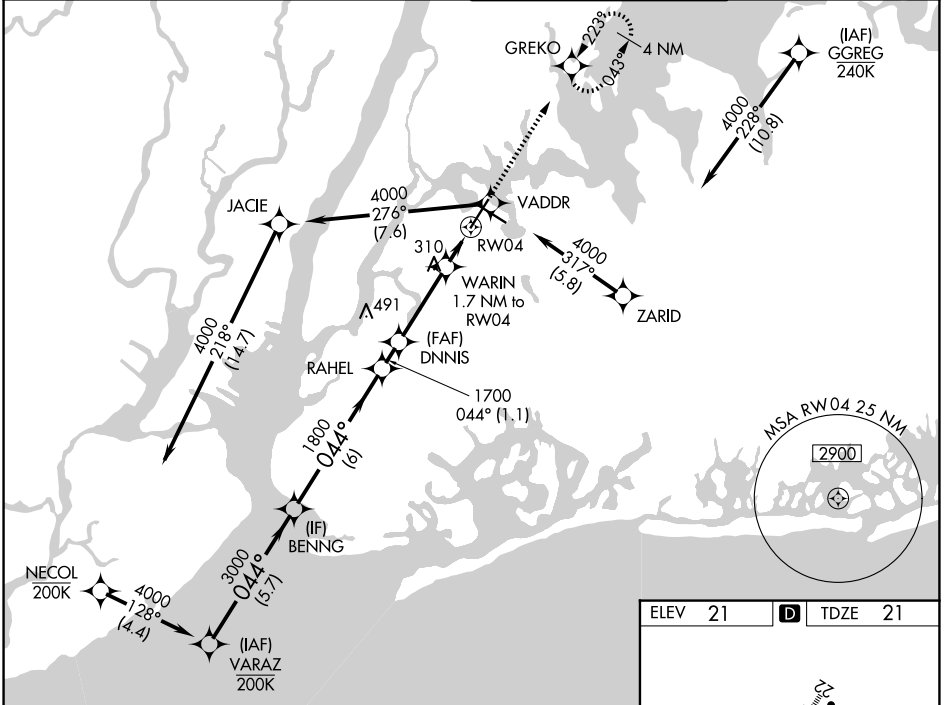 (IAF)
GGREG
240K
GREKO
223°
043°
4 NM
4000
228°
(10.8)
JACIE
4000
276°
(7.6)
VADDR
310
RW04
4000
317°
(5.8)
WARIN
1.7 NM to
RW04
ZARID
491
4000
218°
(14.7)
(FAF)
DNNIS
RAHEL
1700
044° (1.1)
1800
044°
(6)
MSA RW04 25 NM
2900
(IF)
BENNG
3000
044°
(5.7)
NECOL
200K
4000
128°
(4.4)
(IAF)
VARAZ
200K
ELEV 21 D TDZE 21
22